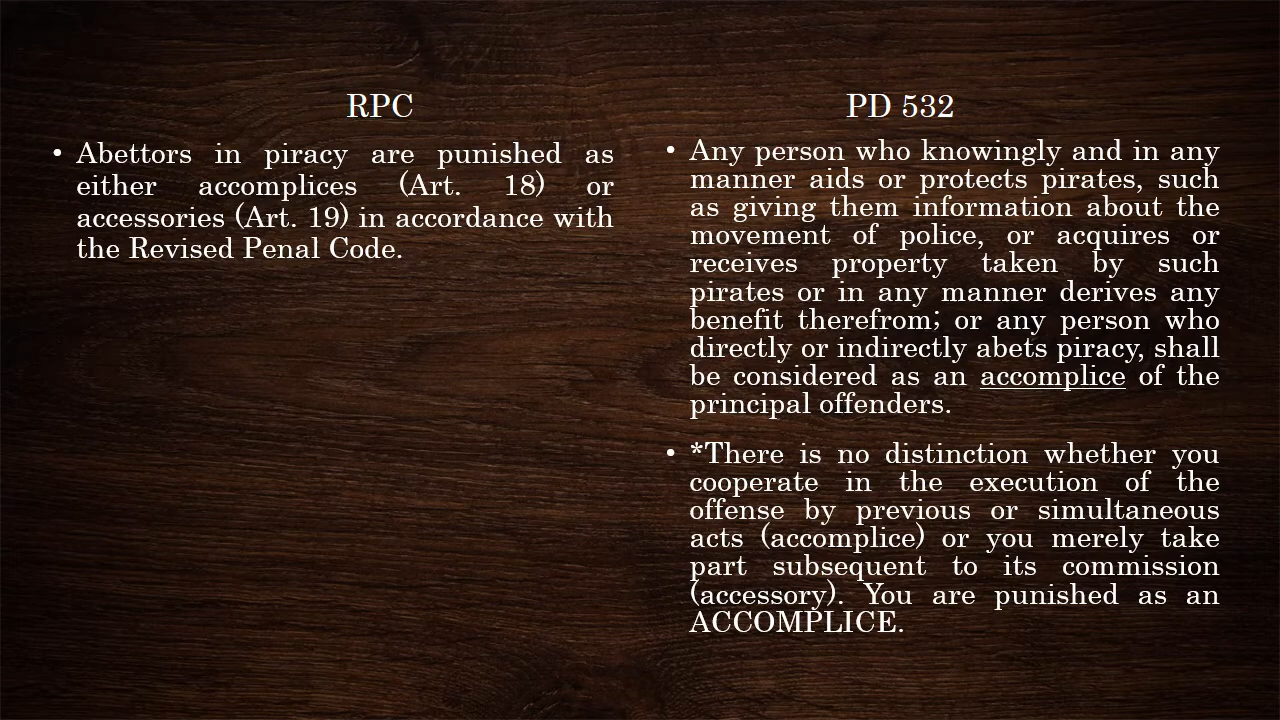 RPC
• Abettors in piracy are punished as
either accomplices (Art. 18) or
accessories (Art. 19) in accordance with
the Revised Penal Code.
PD 532
• Any person who knowingly and in any
manner aids or protects pirates, such
as giving them information about the
movement of police, or acquires or
receives property taken by such
pirates or in any manner derives any
benefit therefrom; or any person who
directly or indirectly abets piracy, shall
be considered as an accomplice of the
principal offenders.
• *There is no distinction whether you
cooperate in the execution of the
offense by previous or simultaneous
acts (accomplice) or you merely take
part subsequent to its commission
(accessory). You are punished as an
ACCOMPLICE.